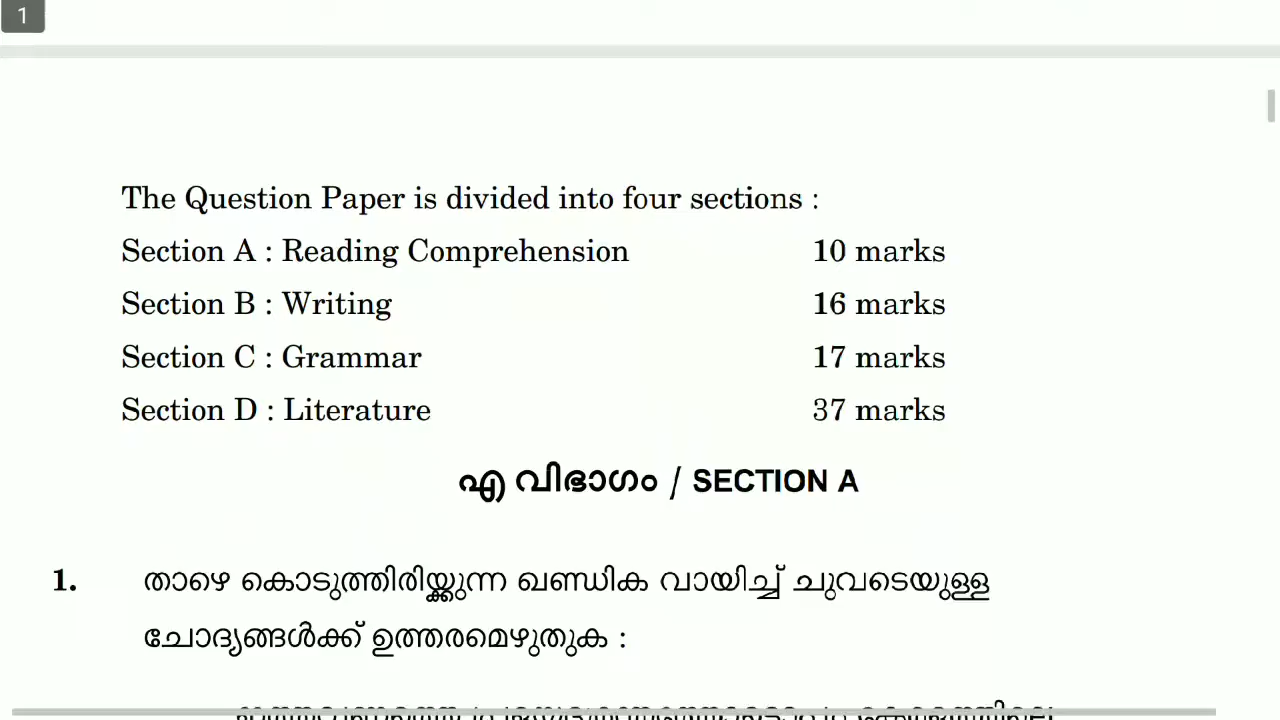 1
The Question Paper is divided into four sections :
Section A : Reading Comprehension 10 marks
Section B : Writing 16 marks
Section C : Grammar 17 marks
Section D : Literature 37 marks
എ വിഭാഗം / SECTION A
1. താഴെ കൊടുത്തിരിയ്ക്കുന്ന ഖണ്ഡിക വായിച്ച് ചുവടെയുള്ള
ചോദ്യങ്ങൾക്ക് ഉത്തരമെഴുതുക :